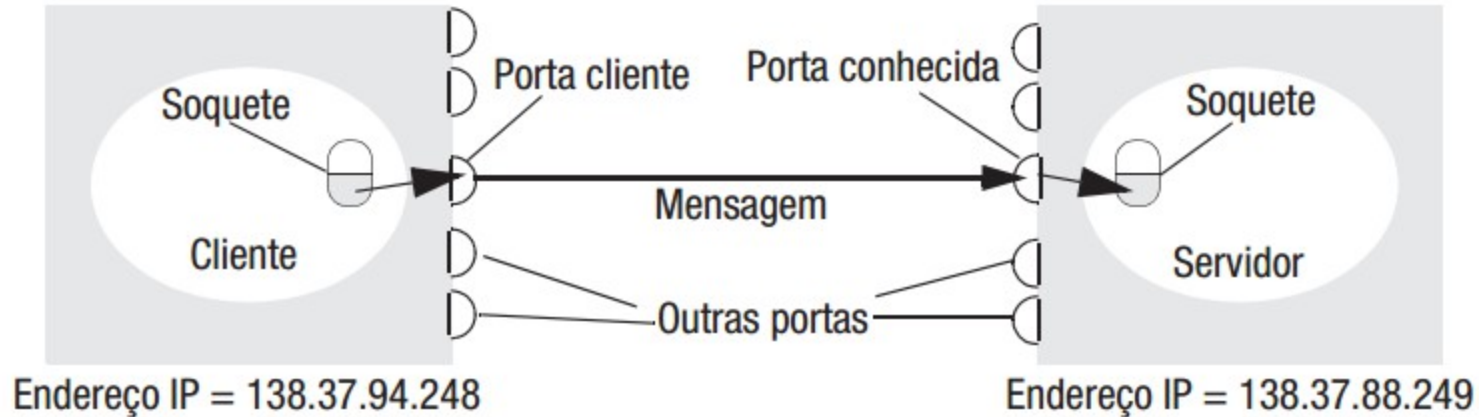 Porta cliente
Porta conhecida
Soquete
Soquete
Mensagem
Cliente
Servidor
Outras portas
Endereço IP = 138.37.94.248
Endereço IP = 138.37.88.249